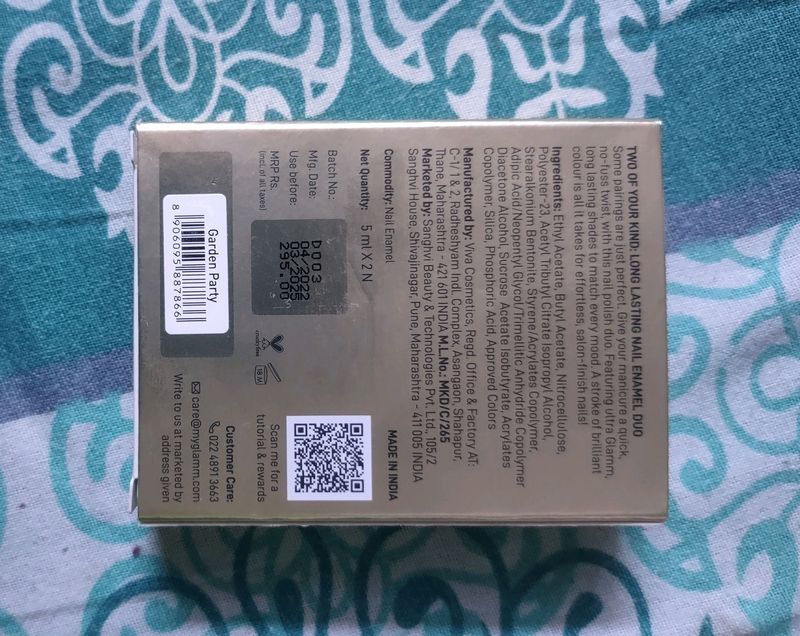 TWO OF YOUR KIND: LONG LASTING NAIL ENAMEL DUO
Some pairings are just perfect. Give your manicure a quick,
no-fuss twist, with this nail polish duo. Featuring ultra Glamm,
long lasting shades to match every mood. A stroke of brilliant
colour is all it takes for effortless, salon-finish nails!
Ingredients: Ethyl Acetate, Butyl Acetate, Nitrocellulose,
Polyester-23, Acetyl Tributyl Citrate Isopropyl Alcohol,
Stearalkonium Bentonite, Styrene/Acrylates Copolymer,
Adipic Acid/Neopentyl Glycol/Trimelitic Anhydride Copolymer
Diacetone Alcohol, Sucrose Acetate Isobutyrate, Acrylates
Copolymer, Silica, Phosphoric Acid, Approved Colors
Manufactured by: Viva Cosmetics, Regd. Office & Factory AT:
C-1/ 1 & 2, Radheshyam Indl. Complex, Asangaon, Shahapur,
Thane, Maharashtra - 421 601 INDIA M.L.No.: MKD/C/265
Marketed by: Sanghvi Beauty & Technologies Pvt. Ltd. 105/2
Sanghvi House, Shivajinagar, Pune, Maharashtra - 411 005 INDIA
Commodity: Nail Enamel
MADE IN INDIA
Net Quantity: 5 ml X 2 N
Batch No.: D003
Mfg. Date: 04/2022
Use before: 03/2025
MRP Rs. 295.00
(incl. of all taxes)
cruelty free
18 M
Scan me for a
tutorial & rewards
Garden Party
8 906095 887866
Customer Care:
022 4891 3663
care@myglamm.com
Write to us at marketed by
address given